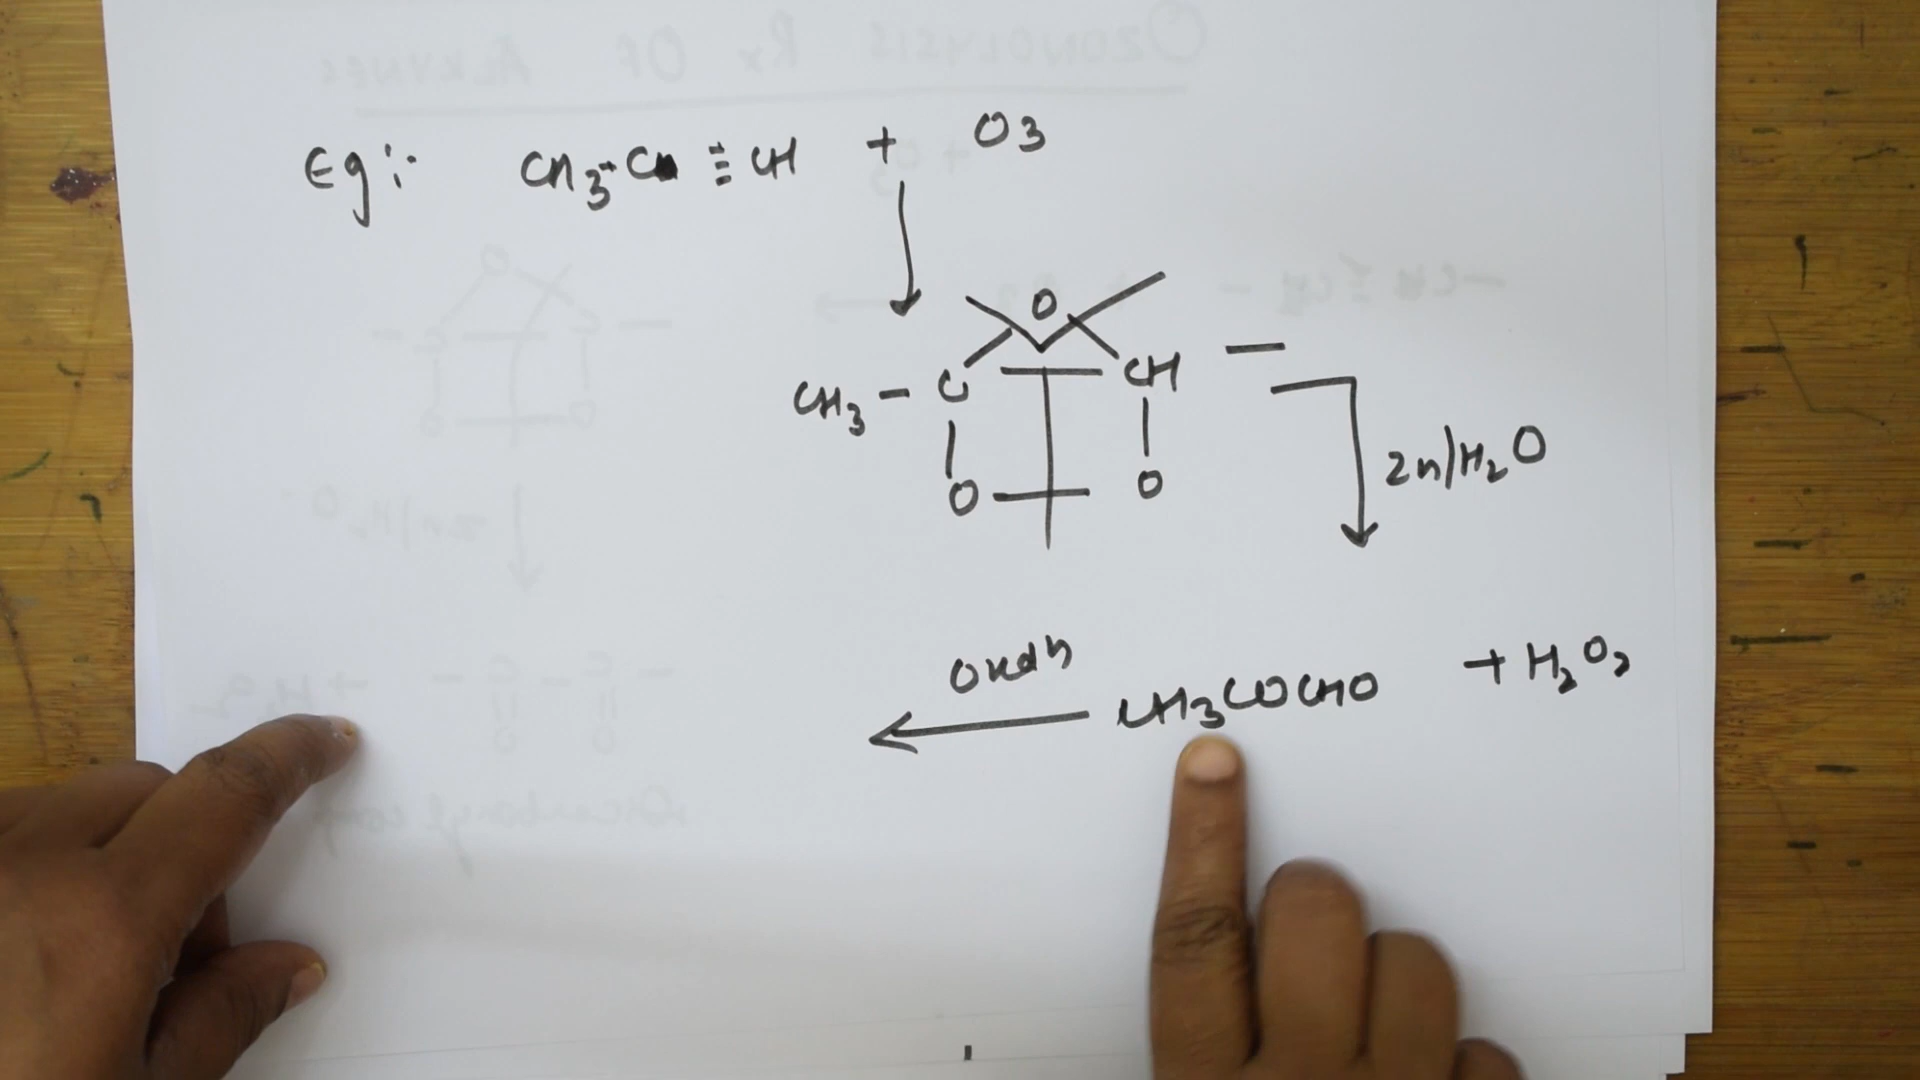 Eg:- CH3-C ≡ CH + O3
O
CH3 - C CH
O O
Zn/H2O
Oxdn CH3COCHO + H2O2